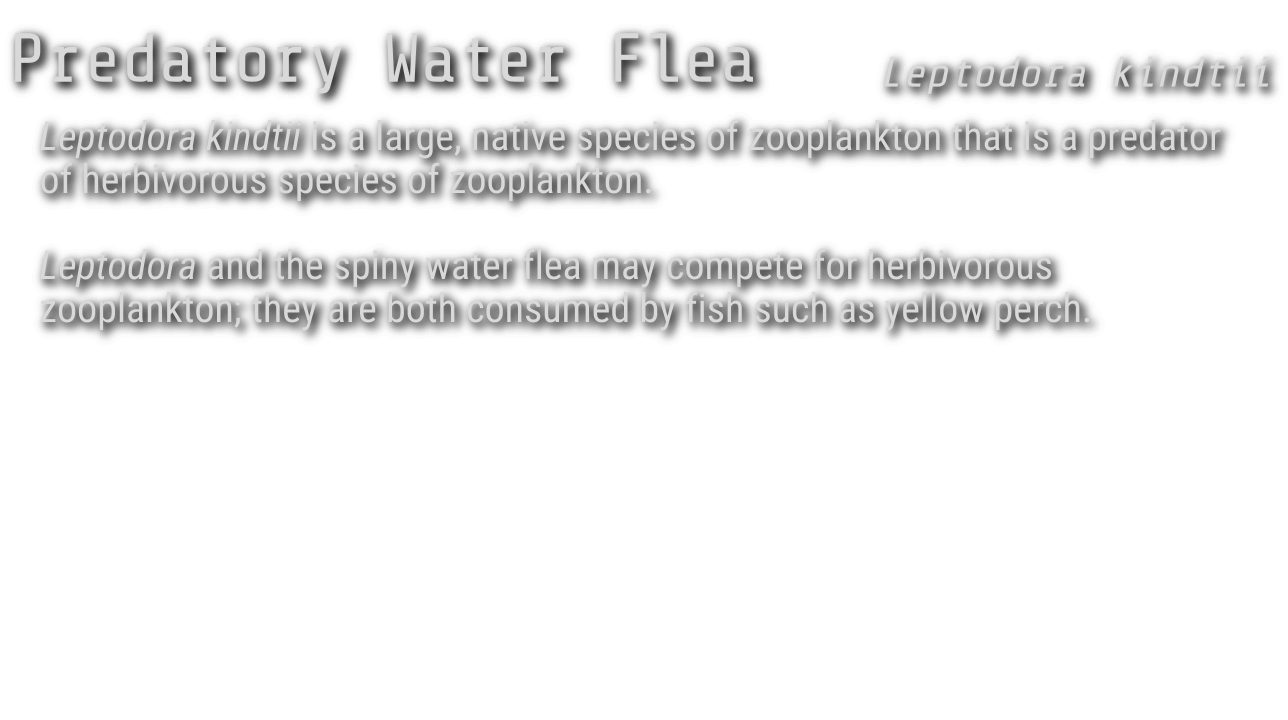 Predatory Water Flea Leptodora kindtii
Leptodora kindtii is a large, native species of zooplankton that is a predator
of herbivorous species of zooplankton.
Leptodora and the spiny water flea may compete for herbivorous
zooplankton; they are both consumed by fish such as yellow perch.